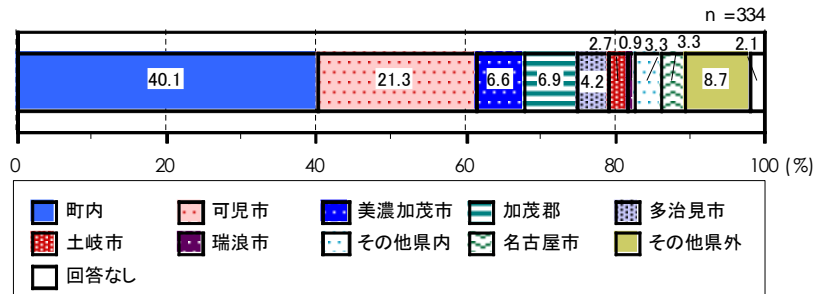 n =334
2.7 0.9 3.3 3.3 2.1
40.1 21.3 6.6 6.9 4.2 8.7
0 20 40 60 80 100 (%)
町内 可児市 美濃加茂市 加茂郡 多治見市
土岐市 瑞浪市 その他県内 名古屋市 その他県外
回答なし